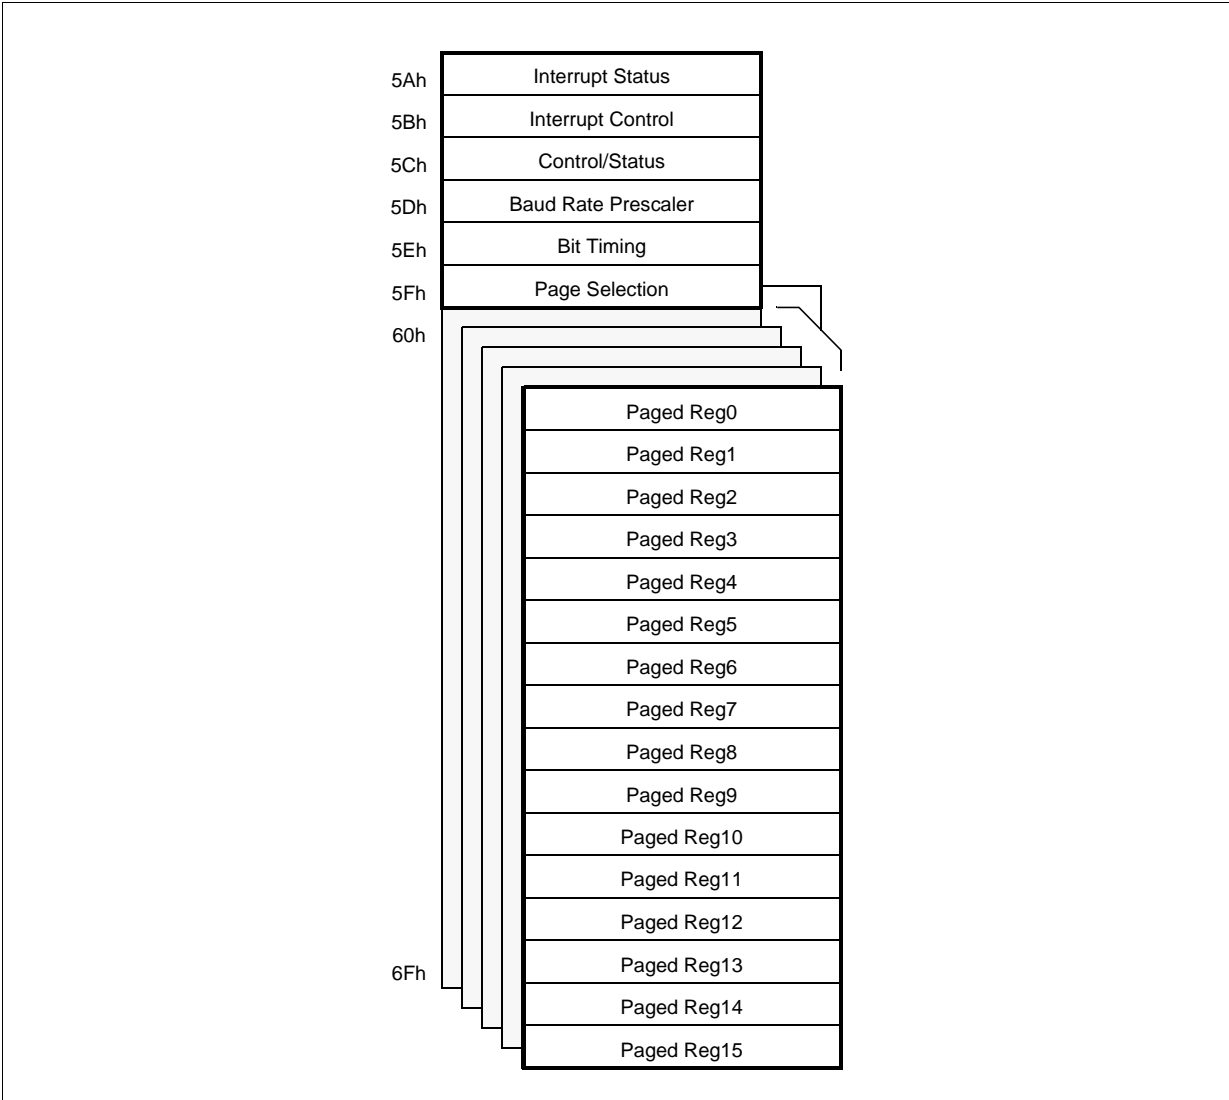 5Ah Interrupt Status
5Bh Interrupt Control
5Ch Control/Status
5Dh Baud Rate Prescaler
5Eh Bit Timing
5Fh Page Selection
60h
Paged Reg0
Paged Reg1
Paged Reg2
Paged Reg3
Paged Reg4
Paged Reg5
Paged Reg6
Paged Reg7
Paged Reg8
Paged Reg9
Paged Reg10
Paged Reg11
Paged Reg12
Paged Reg13
6Fh
Paged Reg14
Paged Reg15